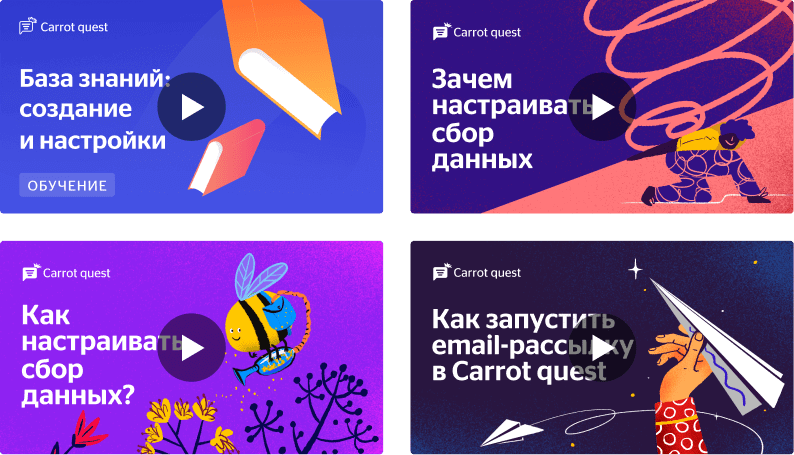 Carrot quest
База знаний:
создание
и настройки
ОБУЧЕНИЕ
Carrot quest
Зачем
настраивать
сбор
данных
Carrot quest
Как
настраивать
сбор
данных?
Carrot quest
Как запустить
email-рассылку
в Carrot quest